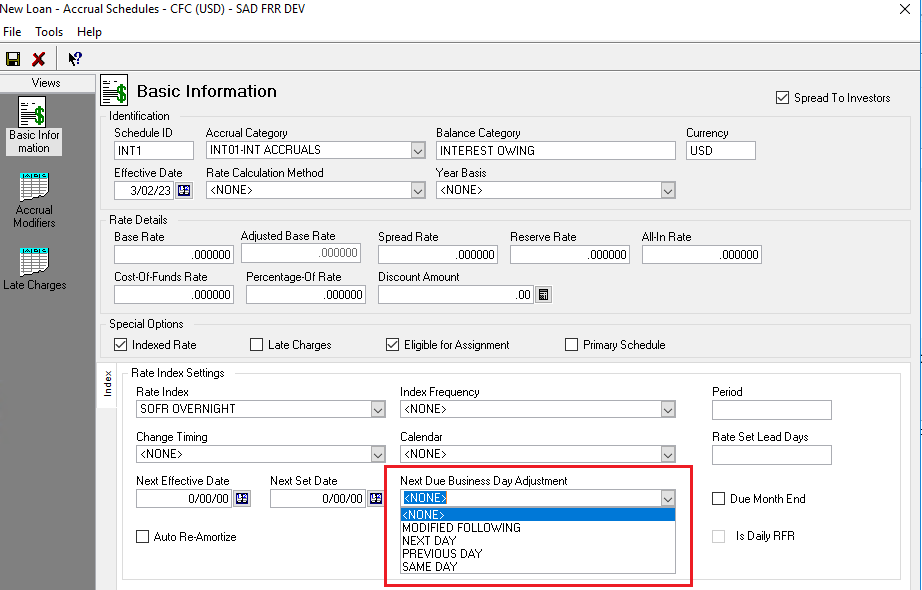 New Loan - Accrual Schedules - CFC (USD) - SAD FRR DEV
File Tools Help
Views
Basic Infor
mation
Accrual
Modifiers
Late Charges
Basic Information
Spread To Investors
Identification
Schedule ID Accrual Category Balance Category Currency
INT1 INT01-INT ACCRUALS INTEREST OWING USD
Effective Date Rate Calculation Method Year Basis
3/02/23 <NONE> <NONE>
Rate Details
Base Rate Adjusted Base Rate Spread Rate Reserve Rate All-In Rate
.000000 .000000 .000000 .000000 .000000
Cost-Of-Funds Rate Percentage-Of Rate Discount Amount
.000000 .000000 .00
Special Options
Indexed Rate Late Charges Eligible for Assignment Primary Schedule
Index
Rate Index Settings
Rate Index Index Frequency Period
SOFR OVERNIGHT <NONE>
Change Timing Calendar Rate Set Lead Days
<NONE> <NONE>
Next Effective Date Next Set Date Next Due Business Day Adjustment
0/00/00 0/00/00 <NONE> Due Month End
<NONE>
MODIFIED FOLLOWING
Auto Re-Amortize NEXT DAY Is Daily RFR
PREVIOUS DAY
SAME DAY